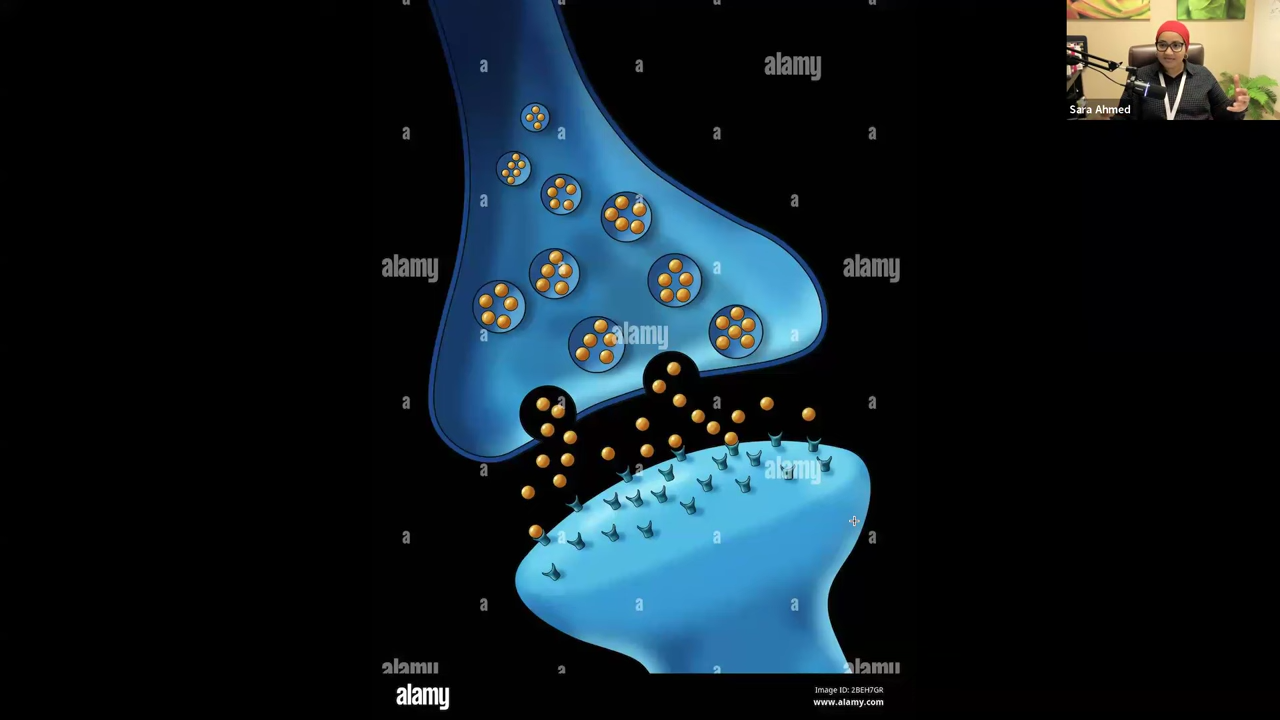 a a a a
a a alamy
Sara Ahmed
a a a a
a a a
alamy a a alamy
a alamy a
a a a a
a a alamy
a a a a
a a a
alamy a a alamy
alamy
Image ID: 2BEH7GR
www.alamy.com